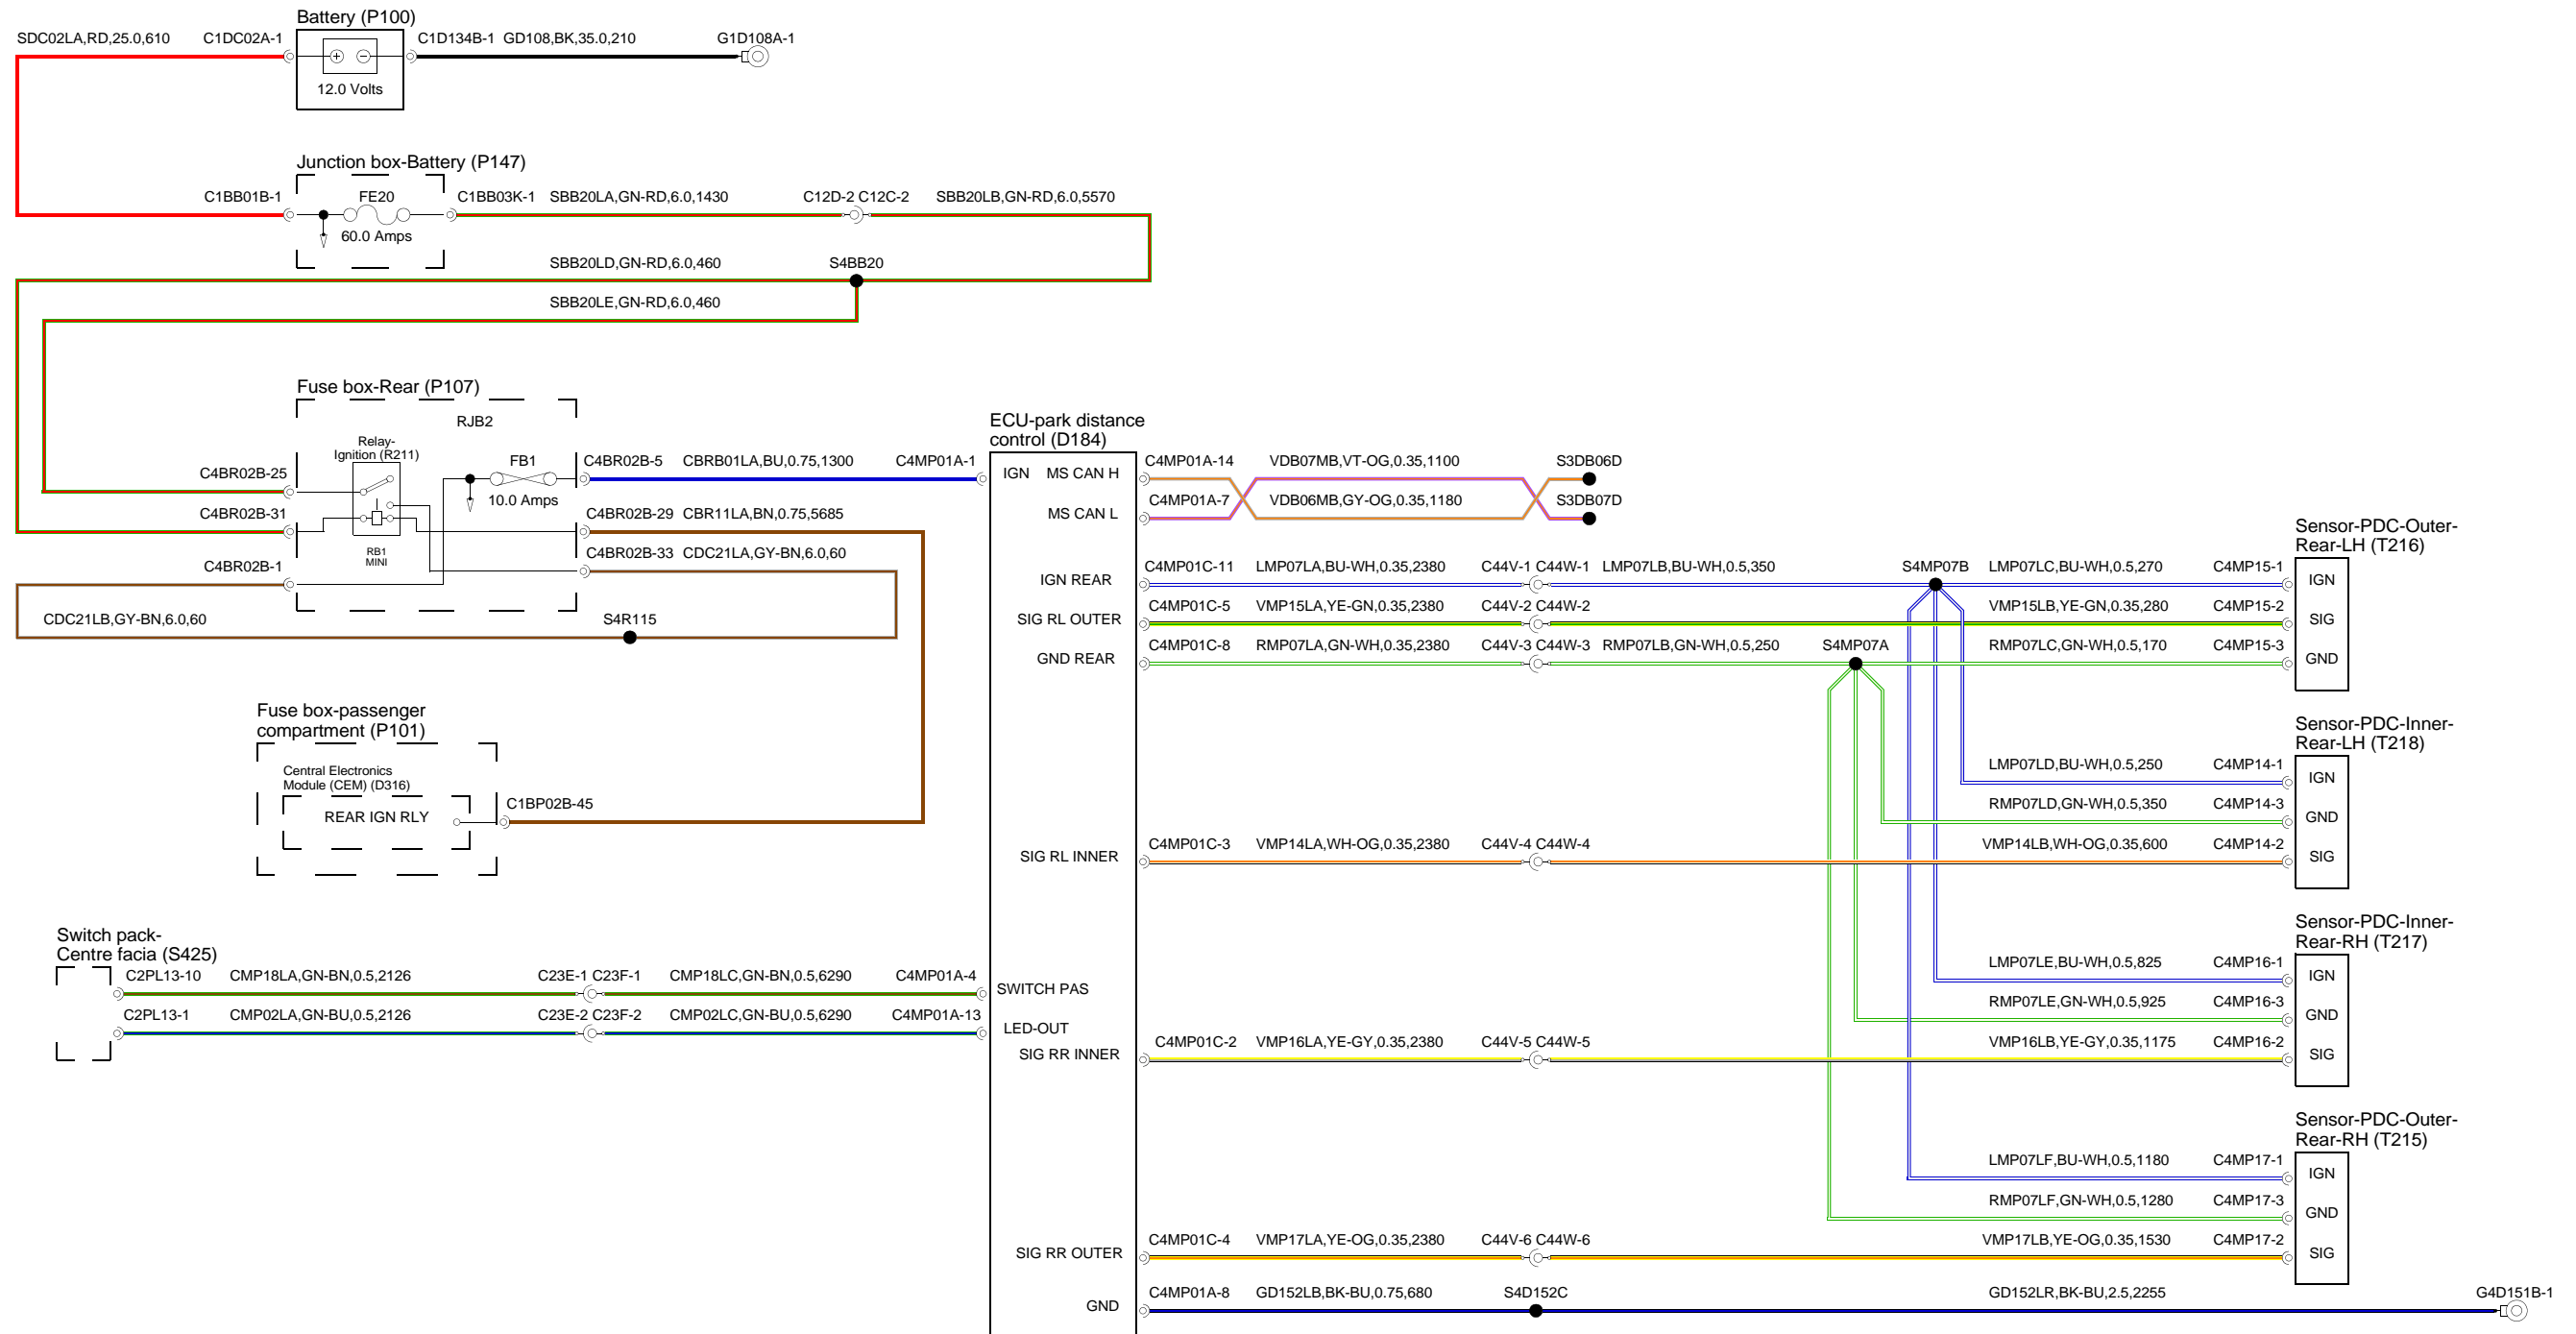 Battery (P100)
SDC02LA,RD,25.0,610 C1DC02A-1 C1D134B-1 GD108,BK,35.0,210 G1D108A-1
12.0 Volts
Junction box-Battery (P147)
C1BB01B-1 FE20 C1BB03K-1 SBB20LA,GN-RD,6.0,1430 C12D-2 C12C-2 SBB20LB,GN-RD,6.0,5570
60.0 Amps
SBB20LD,GN-RD,6.0,460 S4BB20
SBB20LE,GN-RD,6.0,460
Fuse box-Rear (P107)
RJB2
Relay-
Ignition (R211)
C4BR02B-25
FB1
10.0 Amps
C4BR02B-5 CBRB01LA,BU,0.75,1300 C4MP01A-1
C4BR02B-31
C4BR02B-29 CBR11LA,BN,0.75,5685
RB1
MINI
C4BR02B-33 CDC21LA,GY-BN,6.0,60
C4BR02B-1
CDC21LB,GY-BN,6.0,60 S4R115
Fuse box-passenger
compartment (P101)
Central Electronics
Module (CEM) (D316)
REAR IGN RLY
C1BP02B-45
Switch pack-
Centre facia (S425)
C2PL13-10 CMP18LA,GN-BN,0.5,2126 C23E-1 C23F-1 CMP18LC,GN-BN,0.5,6290 C4MP01A-4
C2PL13-1 CMP02LA,GN-BU,0.5,2126 C23E-2 C23F-2 CMP02LC,GN-BU,0.5,6290 C4MP01A-13
ECU-park distance
control (D184)
IGN MS CAN H
MS CAN L
IGN REAR
SIG RL OUTER
GND REAR
SIG RL INNER
SWITCH PAS
LED-OUT
SIG RR INNER
SIG RR OUTER
GND
C4MP01A-14 VDB07MB,VT-OG,0.35,1100 S3DB06D
C4MP01A-7 VDB06MB,GY-OG,0.35,1180 S3DB07D
C4MP01C-11 LMP07LA,BU-WH,0.35,2380 C44V-1 C44W-1 LMP07LB,BU-WH,0.5,350 S4MP07B LMP07LC,BU-WH,0.5,270 C4MP15-1
C4MP01C-5 VMP15LA,YE-GN,0.35,2380 C44V-2 C44W-2 VMP15LB,YE-GN,0.35,280 C4MP15-2
C4MP01C-8 RMP07LA,GN-WH,0.35,2380 C44V-3 C44W-3 RMP07LB,GN-WH,0.5,250 S4MP07A RMP07LC,GN-WH,0.5,170 C4MP15-3
Sensor-PDC-Outer-
Rear-LH (T216)
IGN
SIG
GND
Sensor-PDC-Inner-
Rear-LH (T218)
LMP07LD,BU-WH,0.5,250 C4MP14-1 IGN
RMP07LD,GN-WH,0.5,350 C4MP14-3 GND
C4MP01C-3 VMP14LA,WH-OG,0.35,2380 C44V-4 C44W-4 VMP14LB,WH-OG,0.35,600 C4MP14-2 SIG
Sensor-PDC-Inner-
Rear-RH (T217)
LMP07LE,BU-WH,0.5,825 C4MP16-1 IGN
RMP07LE,GN-WH,0.5,925 C4MP16-3 GND
C4MP01C-2 VMP16LA,YE-GY,0.35,2380 C44V-5 C44W-5 VMP16LB,YE-GY,0.35,1175 C4MP16-2 SIG
Sensor-PDC-Outer-
Rear-RH (T215)
LMP07LF,BU-WH,0.5,1180 C4MP17-1 IGN
RMP07LF,GN-WH,0.5,1280 C4MP17-3 GND
C4MP01C-4 VMP17LA,YE-OG,0.35,2380 C44V-6 C44W-6 VMP17LB,YE-OG,0.35,1530 C4MP17-2 SIG
C4MP01A-8 GD152LB,BK-BU,0.75,680 S4D152C GD152LR,BK-BU,2.5,2255 G4D151B-1